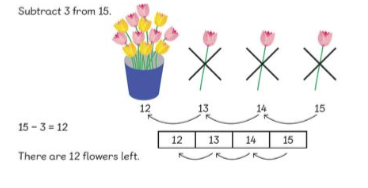 Subtract 3 from 15.
12 13 14 15
15 – 3 = 12
12 13 14 15
There are 12 flowers left.